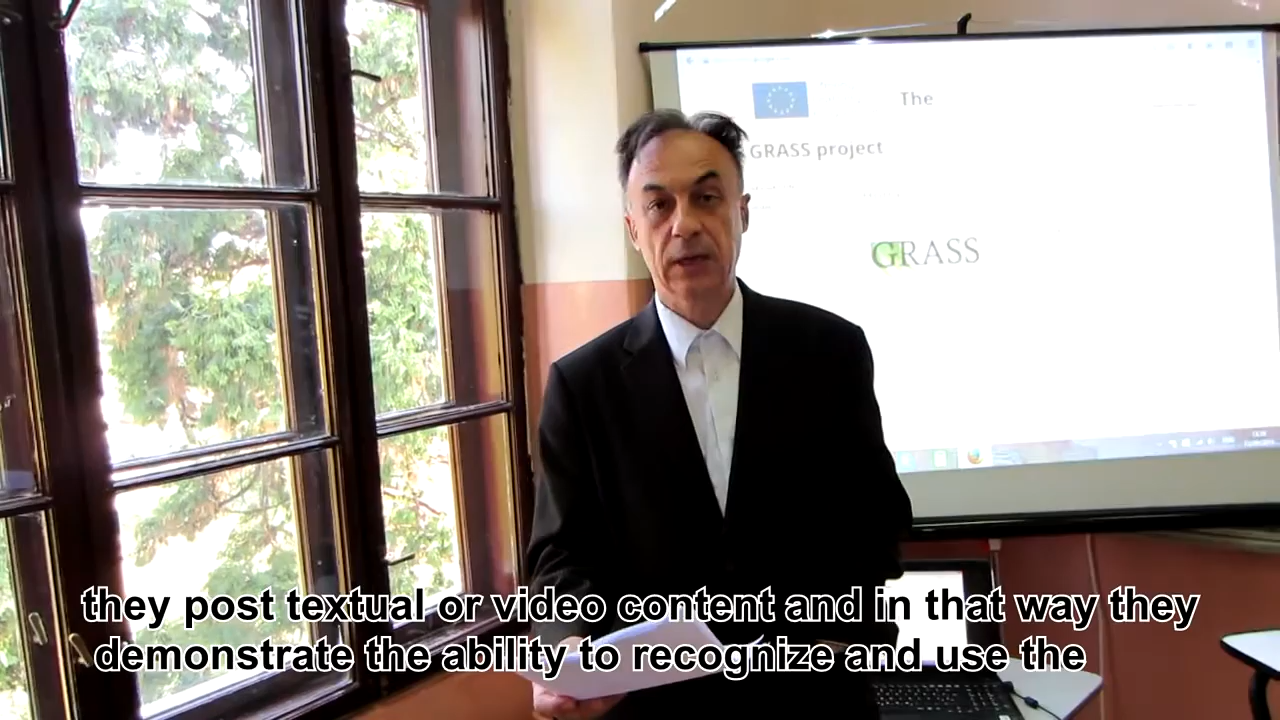 The
GRASS project
GRASS
they post textual or video content and in that way they
demonstrate the ability to recognize and use the